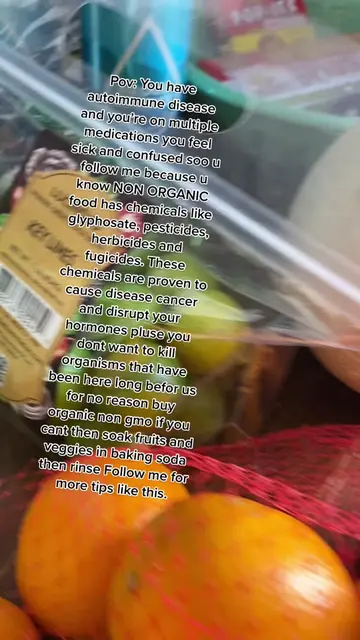 Pov: You have
autoimmune disease
and you're on multiple
medications you feel
sick and confused soo u
follow me because u
know NON ORGANIC
food has chemicals like
glyphosate, pesticides,
herbicides and
fugicides. These
chemicals are proven to
cause disease cancer
and disrupt your
hormones pluse you
dont want to kill
organisms that have
been here long befor us
for no reason buy
organic non gmo if you
cant then soak fruits and
veggies in baking soda
then rinse Follow me for
more tips like this.
KEY LIMES